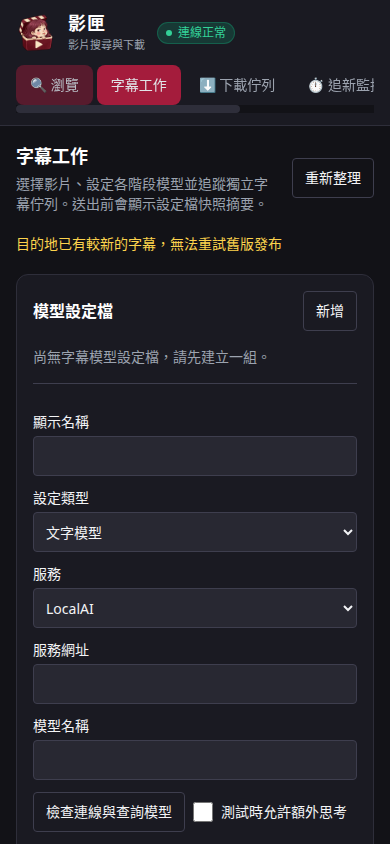 影匣
影片搜尋與下載
連線正常
🔍 瀏覽
字幕工作
⬇️ 下載佇列
⏱️ 追新監
字幕工作
選擇影片、設定各階段模型並追蹤獨立字
幕佇列。送出前會顯示設定檔快照摘要。
重新整理
目的地已有較新的字幕，無法重試舊版發布
模型設定檔
新增
尚無字幕模型設定檔，請先建立一組。
顯示名稱
設定類型
文字模型
服務
LocalAI
服務網址
模型名稱
檢查連線與查詢模型
測試時允許額外思考